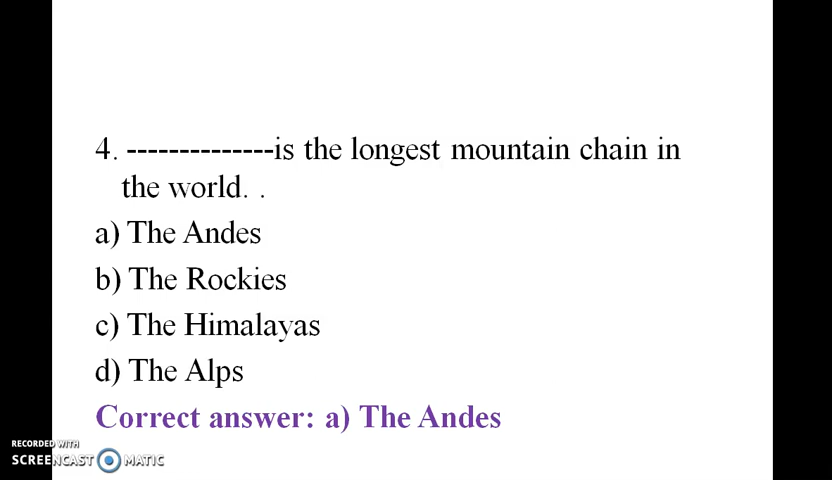 4. --------------is the longest mountain chain in
the world. .
a) The Andes
b) The Rockies
c) The Himalayas
d) The Alps
Correct answer: a) The Andes
RECORDED WITH
SCREENCAST MATIC